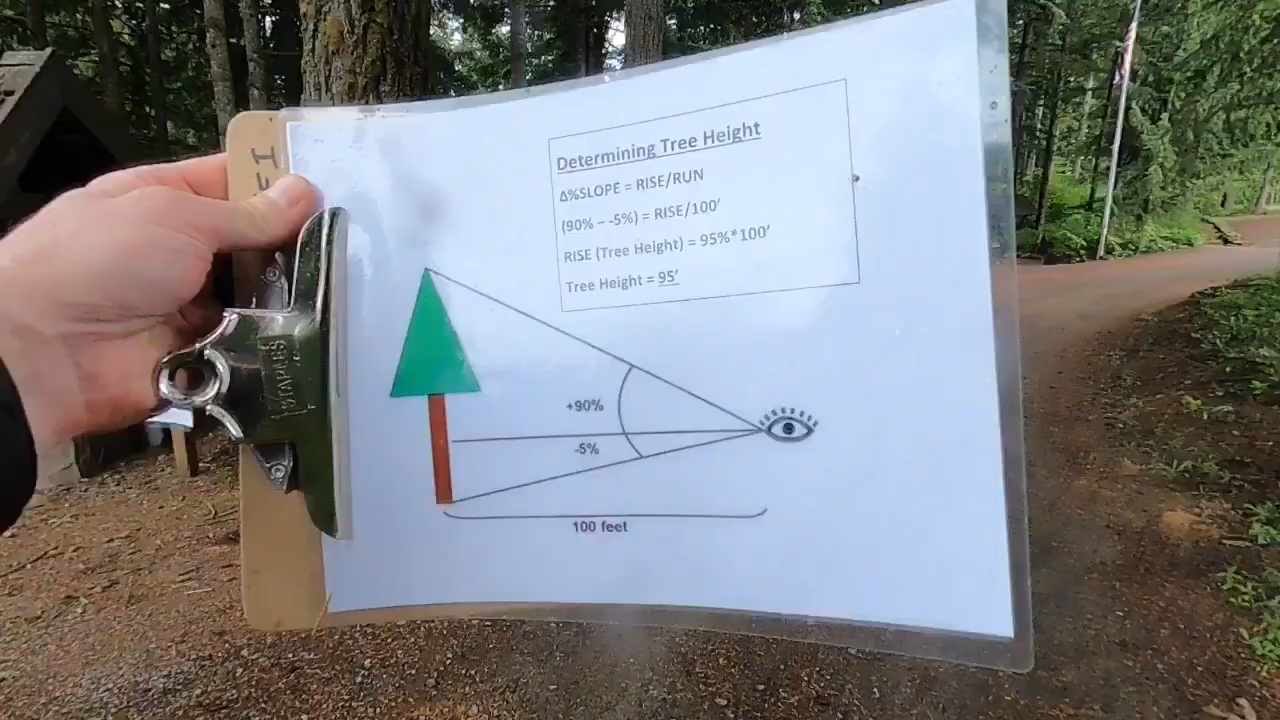 Determining Tree Height
Δ%SLOPE = RISE/RUN
(90% – -5%) = RISE/100'
RISE (Tree Height) = 95%*100'
Tree Height = 95'
+90%
-5%
100 feet
STAPLES